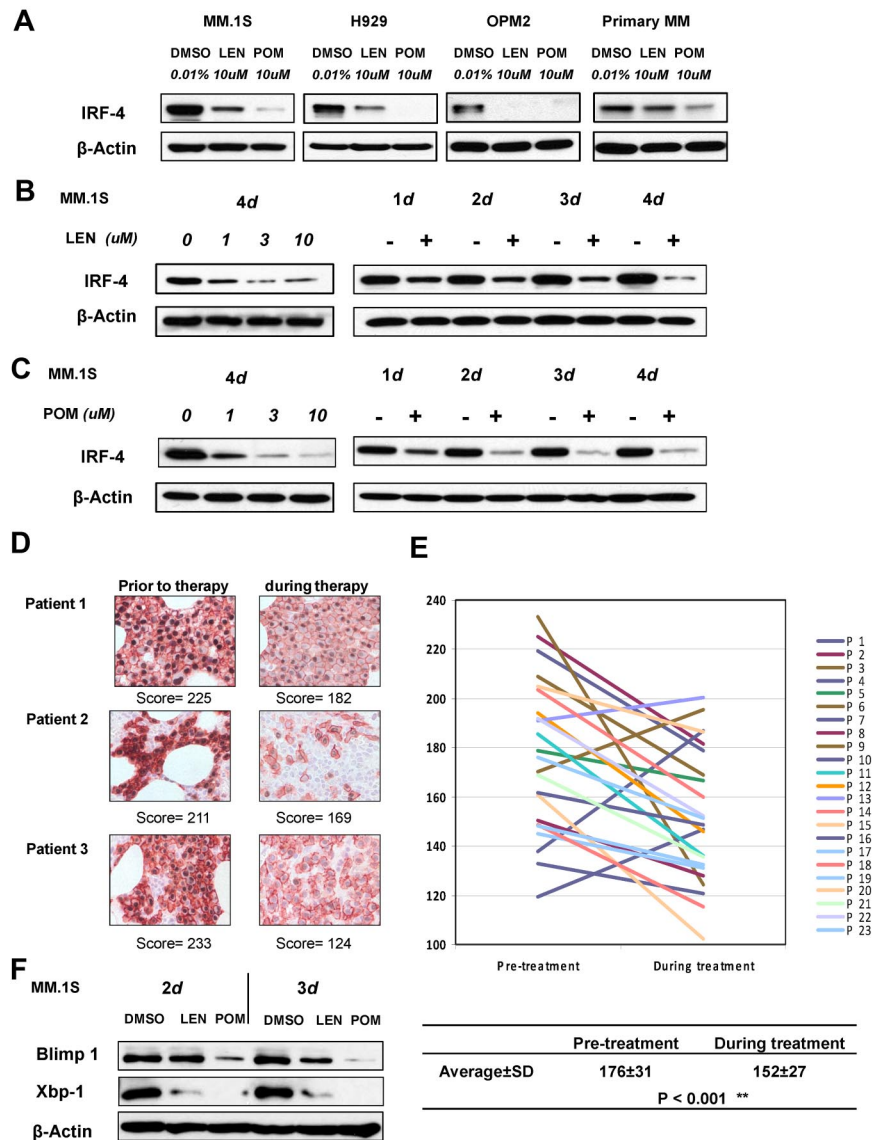 A
MM.1S H929 OPM2 Primary MM
DMSO LEN POM DMSO LEN POM DMSO LEN POM DMSO LEN POM
0.01% 10uM 10uM 0.01% 10uM 10uM 0.01% 10uM 10uM 0.01% 10uM 10uM
IRF-4
β-Actin
B
MM.1S 4d 1d 2d 3d 4d
LEN (uM) 0 1 3 10 - + - + - + - +
IRF-4
β-Actin
C
MM.1S 4d 1d 2d 3d 4d
POM (uM) 0 1 3 10 - + - + - + - +
IRF-4
β-Actin
D
Prior to therapy during therapy
Patient 1
Score= 225 Score= 182
Patient 2
Score= 211 Score= 169
Patient 3
Score= 233 Score= 124
E
240
220
200
180
160
140
120
100
Pre-treatment During treatment
P 1
P 2
P 3
P 4
P 5
P 6
P 7
P 8
P 9
P 10
P 11
P 12
P 13
P 14
P 15
P 16
P 17
P 18
P 19
P 20
P 21
P 22
P 23
Pre-treatment During treatment
Average±SD 176±31 152±27
P < 0.001 **
F
MM.1S 2d 3d
DMSO LEN POM DMSO LEN POM
Blimp 1
Xbp-1
β-Actin